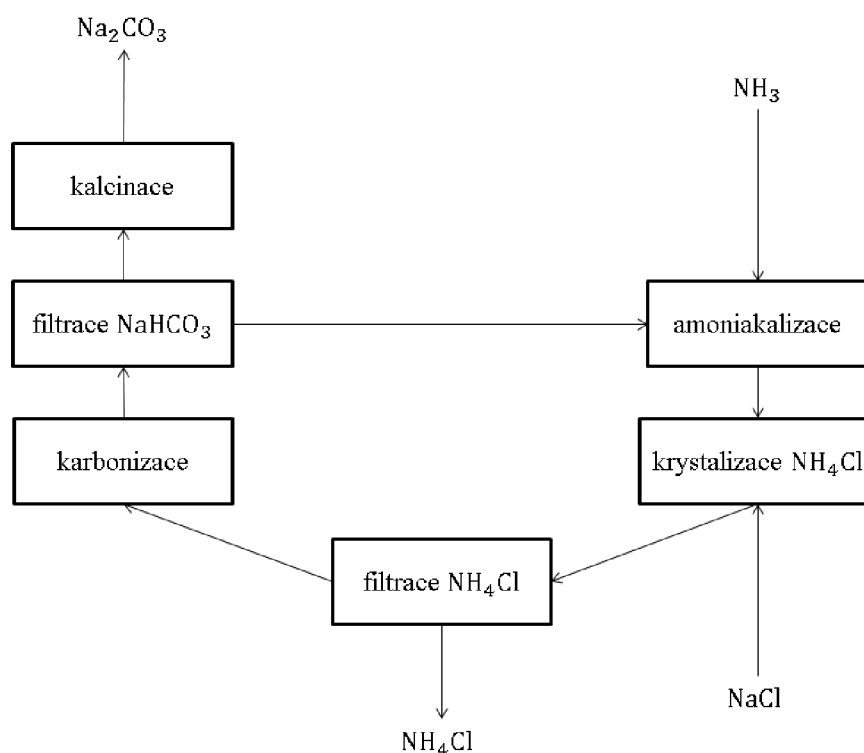 Na₂CO₃
NH₃
kalcinace
filtrace NaHCO₃
amoniakalizace
karbonizace
krystalizace NH₄Cl
filtrace NH₄Cl
NaCl
NH₄Cl